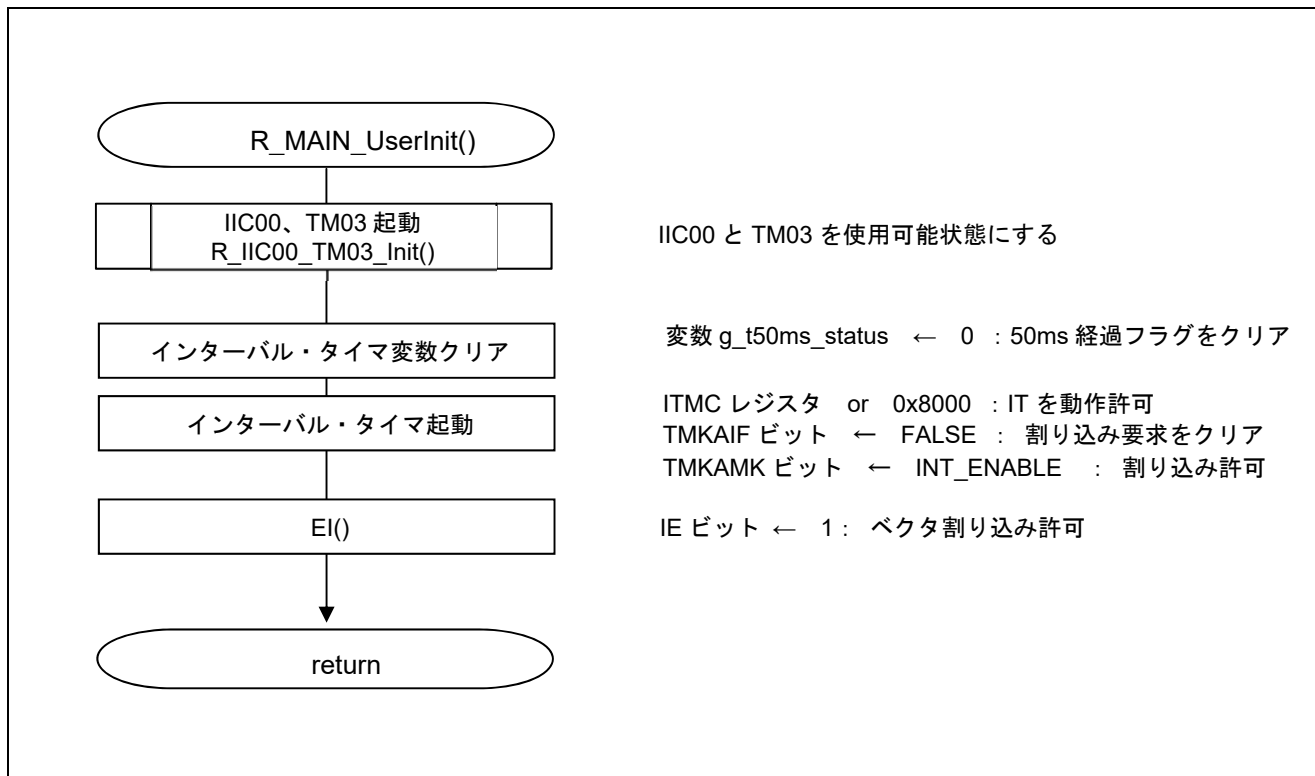 R_MAIN_UserInit()
IIC00、TM03 起動
R_IIC00_TM03_Init()
IIC00 と TM03 を使用可能状態にする
インターバル・タイマ変数クリア
変数 g_t50ms_status ← 0 ：50ms 経過フラグをクリア
インターバル・タイマ起動
ITMC レジスタ or 0x8000 ：IT を動作許可
TMKAIF ビット ← FALSE ： 割り込み要求をクリア
TMKAMK ビット ← INT_ENABLE ： 割り込み許可
EI()
IE ビット ← 1： ベクタ割り込み許可
return